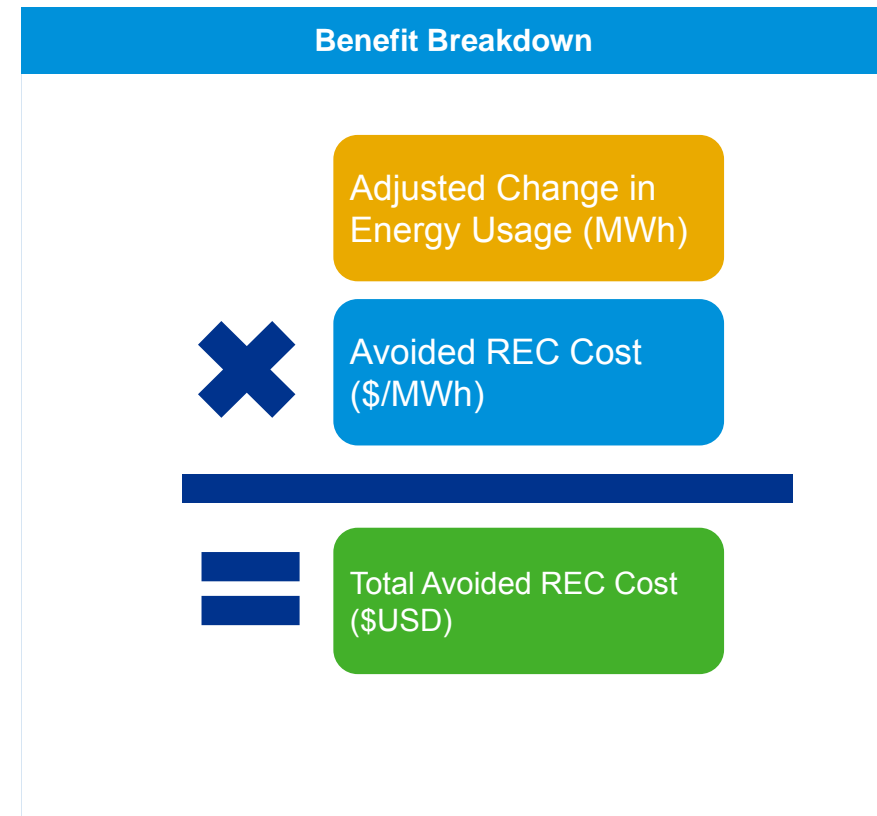 Benefit Breakdown
Adjusted Change in
Energy Usage (MWh)
Avoided REC Cost
($/MWh)
Total Avoided REC Cost
($USD)